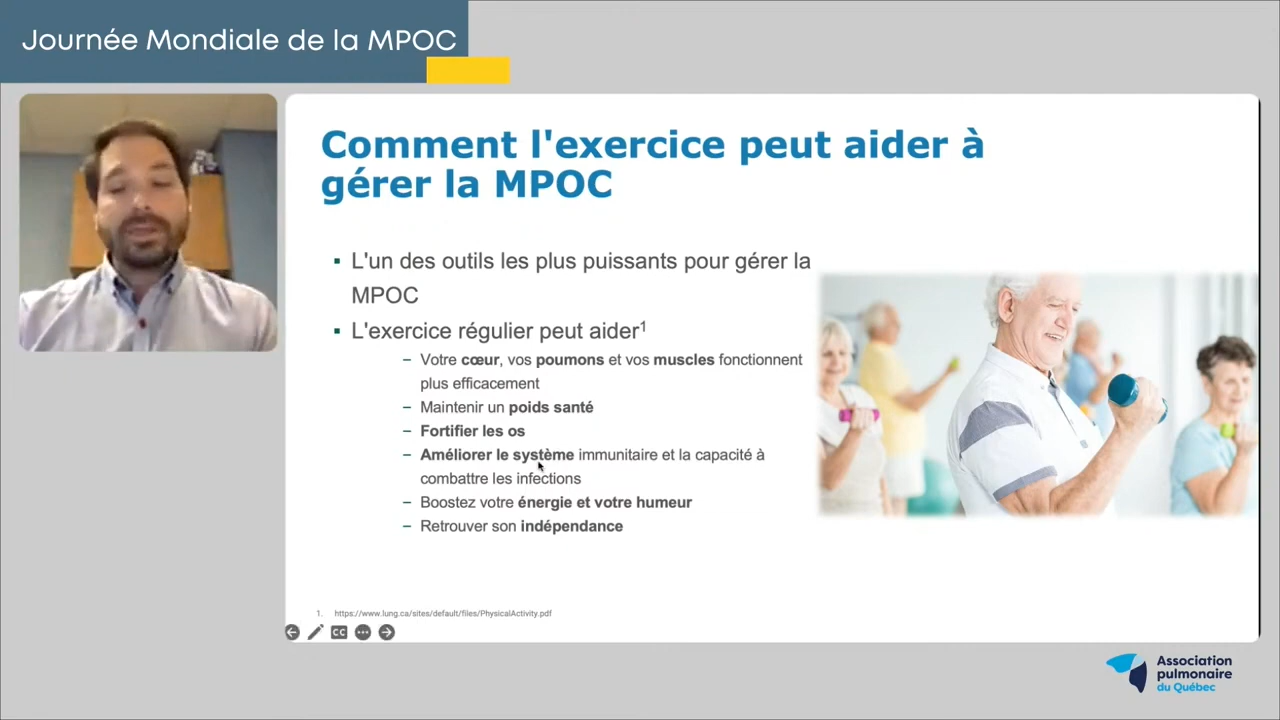 Journée Mondiale de la MPOC
Comment l'exercice peut aider à
gérer la MPOC
▪ L'un des outils les plus puissants pour gérer la
MPOC
▪ L'exercice régulier peut aider¹
– Votre cœur, vos poumons et vos muscles fonctionnent
plus efficacement
– Maintenir un poids santé
– Fortifier les os
– Améliorer le système immunitaire et la capacité à
combattre les infections
– Boostez votre énergie et votre humeur
– Retrouver son indépendance
1. https://www.lung.ca/sites/default/files/PhysicalActivity.pdf
CC
Association
pulmonaire
du Québec